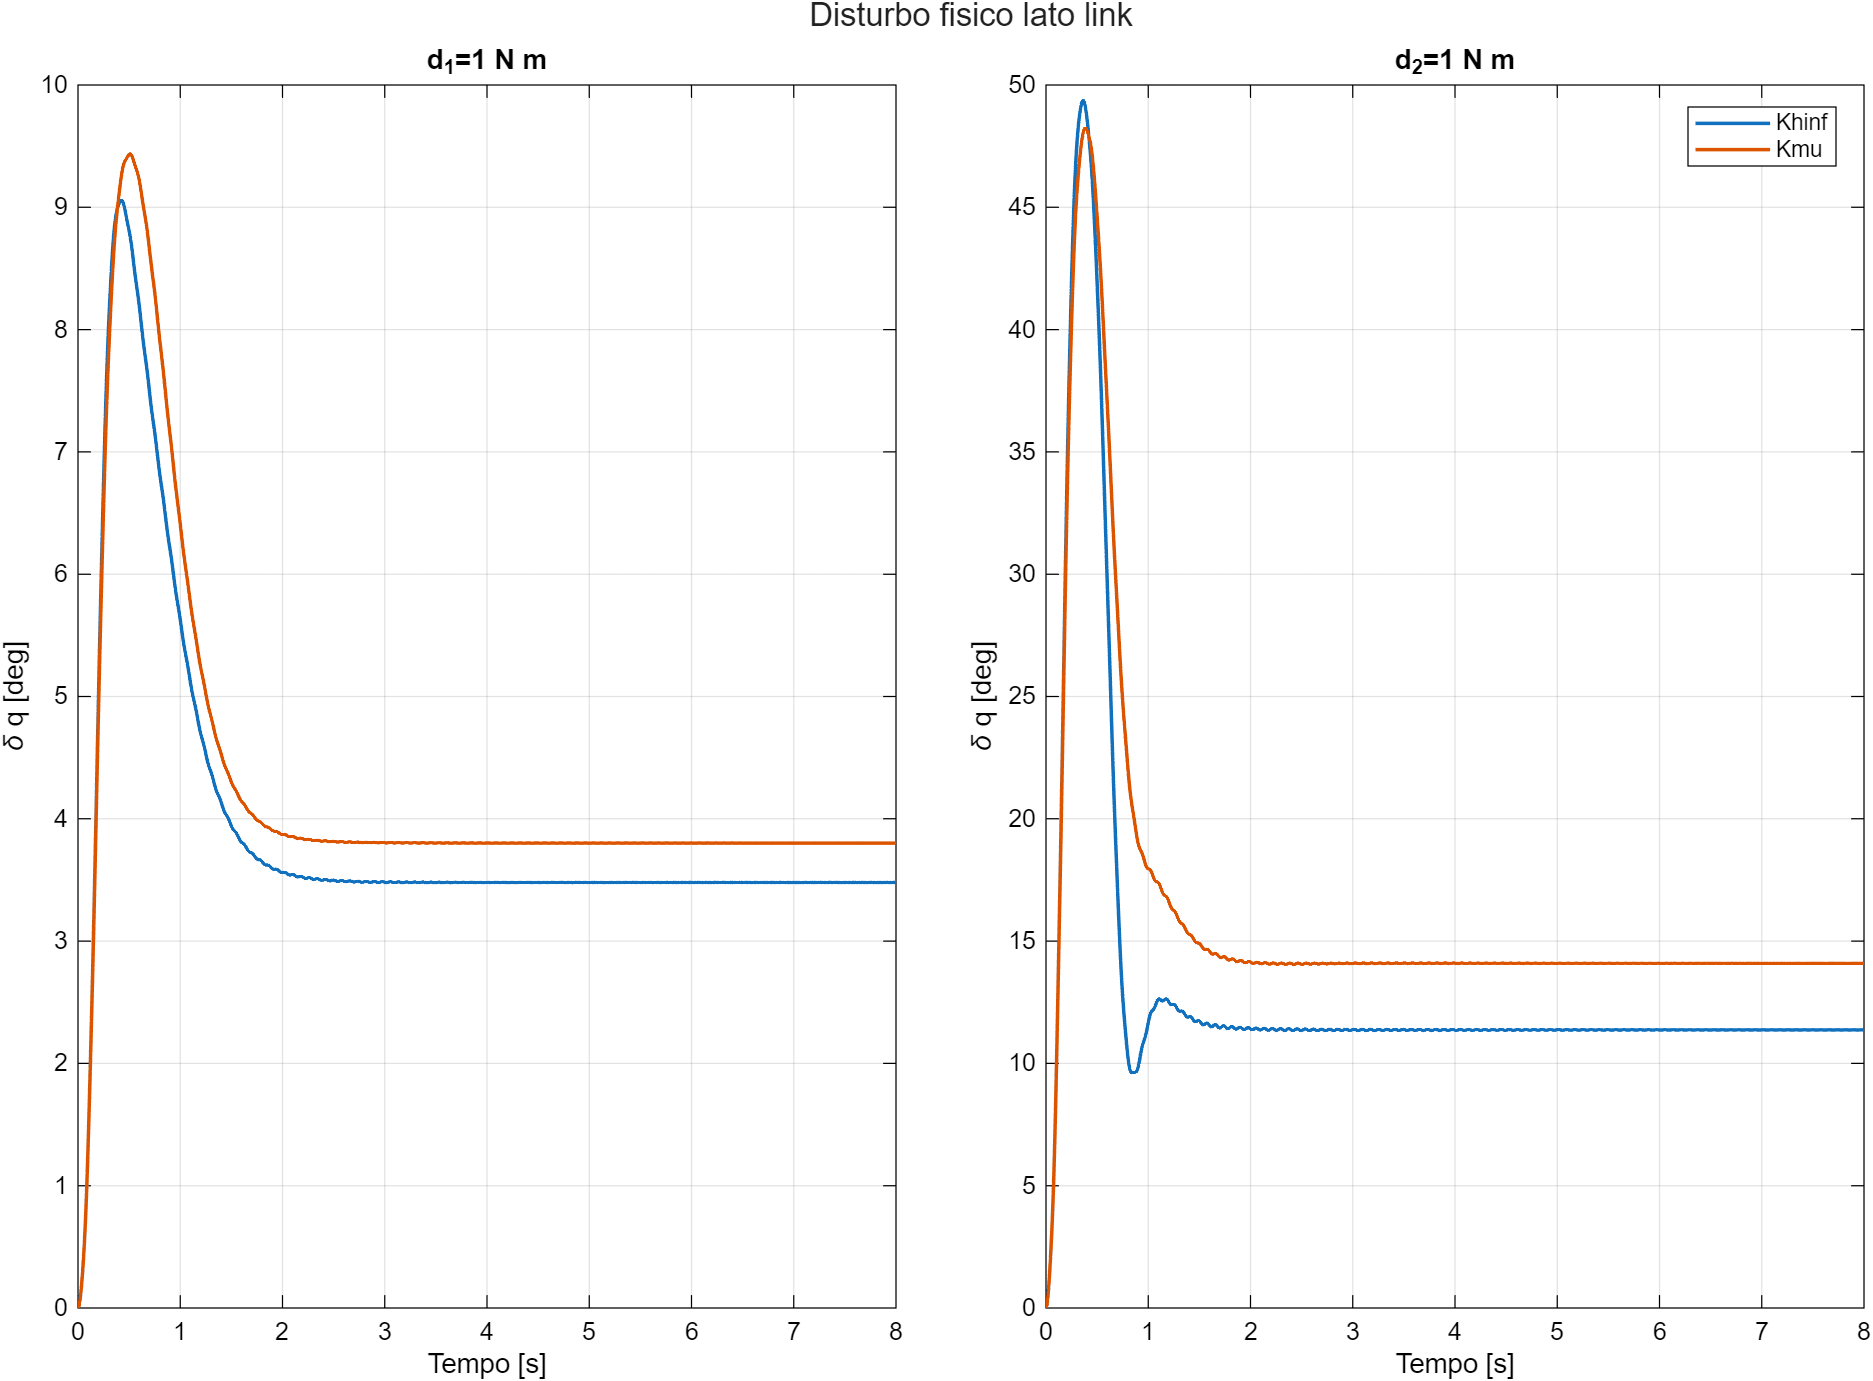 Disturbo fisico lato link
d₁=1 N m
10
9
8
7
6
5
4
3
2
1
0
0 1 2 3 4 5 6 7 8
δ q [deg]
Tempo [s]
d₂=1 N m
Khinf
Kmu
50
45
40
35
30
25
20
15
10
5
0
0 1 2 3 4 5 6 7 8
δ q [deg]
Tempo [s]